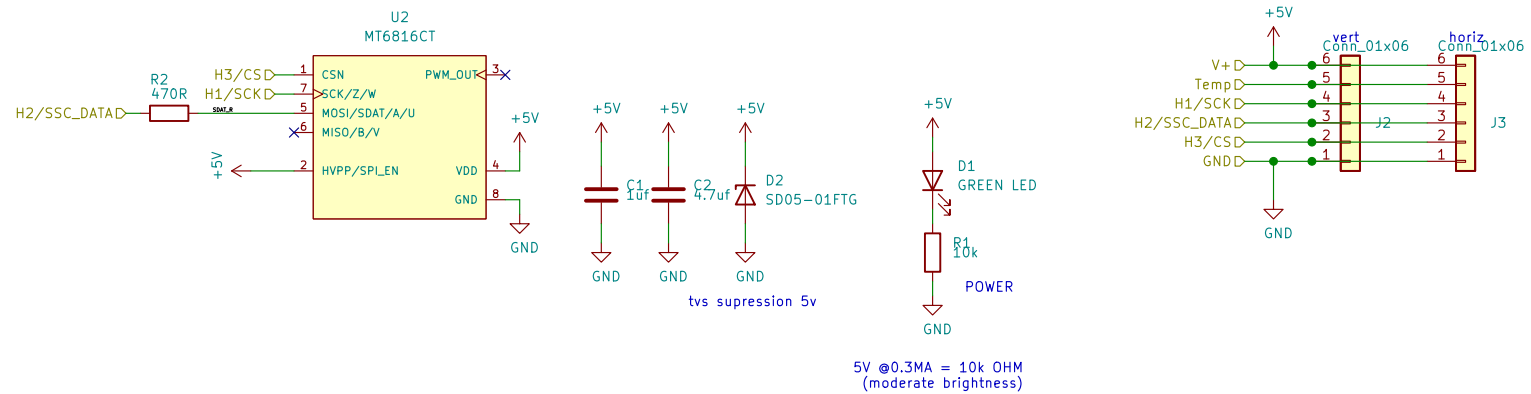 U2
MT6816CT
H3/CS
1
CSN
PWM_OUT
3
H1/SCK
7
SCK/Z/W
R2
470R
H2/SSC_DATA
SDAT_R
5
MOSI/SDAT/A/U
6
MISO/B/V
+5V
2
HVPP/SPI_EN
VDD
4
+5V
GND
8
GND
+5V
C1
1uf
GND
+5V
C2
4.7uf
GND
+5V
D2
SD05-01FTG
GND
tvs supression 5v
+5V
D1
GREEN LED
R1
10k
POWER
GND
5V @0.3MA = 10k OHM
(moderate brightness)
+5V
vert
Conn_01x06
horiz
Conn_01x06
V+
6
6
Temp
5
5
H1/SCK
4
4
H2/SSC_DATA
3
J2
3
J3
H3/CS
2
2
GND
1
1
GND